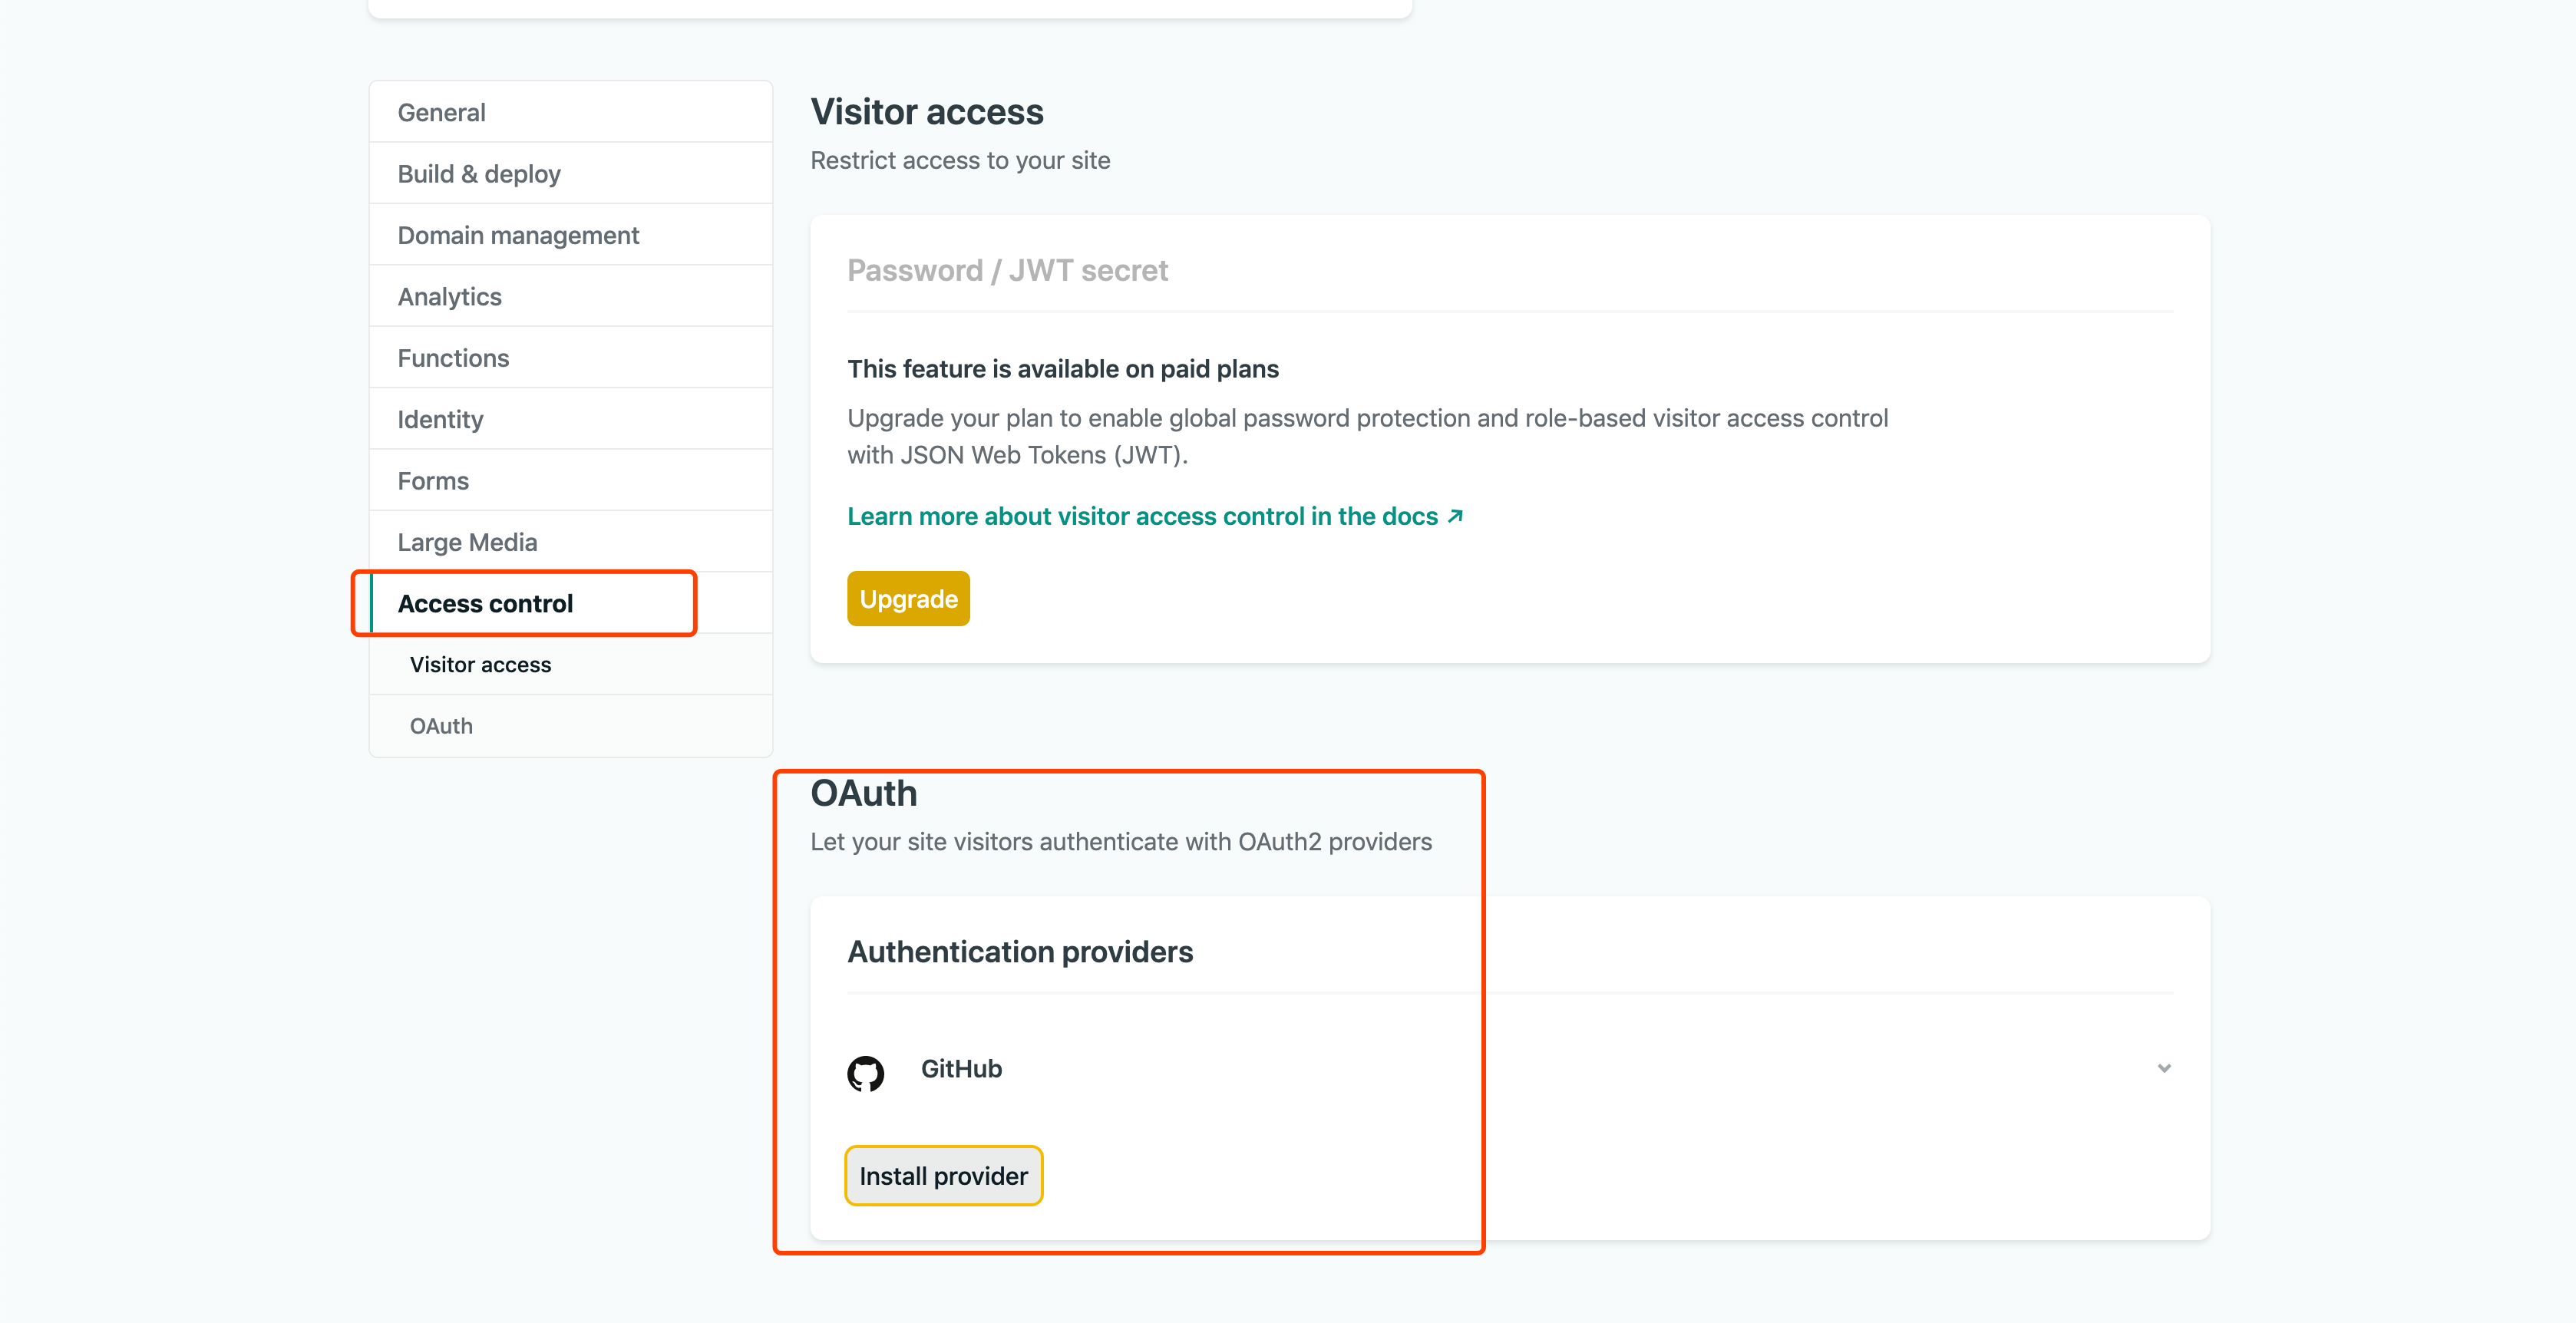 General
Build & deploy
Domain management
Analytics
Functions
Identity
Forms
Large Media
Access control
Visitor access
OAuth
Visitor access
Restrict access to your site
Password / JWT secret
This feature is available on paid plans
Upgrade your plan to enable global password protection and role-based visitor access control
with JSON Web Tokens (JWT).
Learn more about visitor access control in the docs ↗
Upgrade
OAuth
Let your site visitors authenticate with OAuth2 providers
Authentication providers
GitHub
Install provider